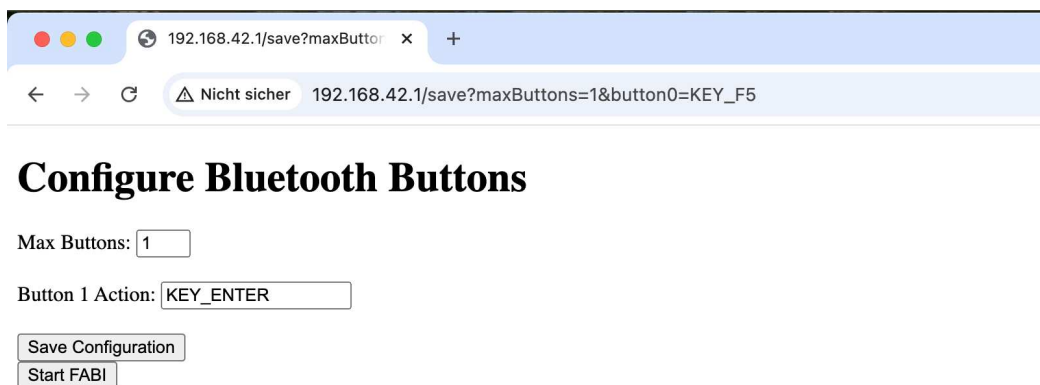 192.168.42.1/save?maxButton
Nicht sicher 192.168.42.1/save?maxButtons=1&button0=KEY_F5
Configure Bluetooth Buttons
Max Buttons: 1
Button 1 Action: KEY_ENTER
Save Configuration
Start FABI